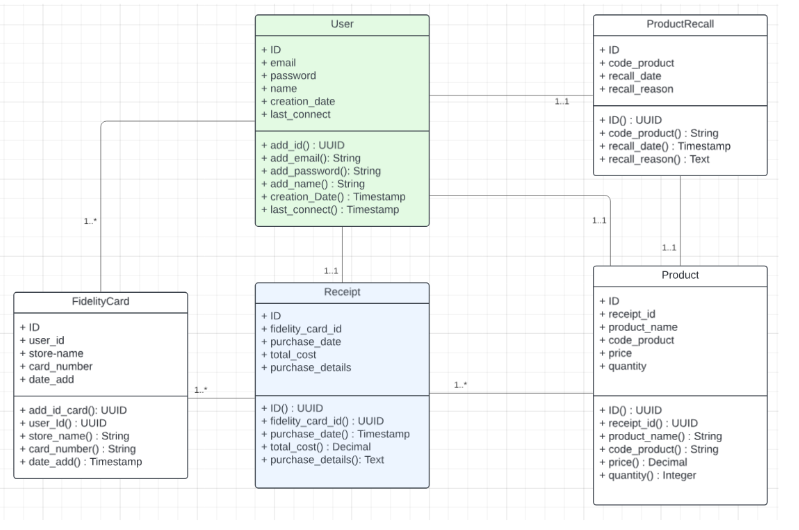 User
+ ID
+ email
+ password
+ name
+ creation_date
+ last_connect
+ add_id() : UUID
+ add_email(): String
+ add_password(): String
+ add_name() : String
+ creation_Date() : Timestamp
+ last_connect() : Timestamp
ProductRecall
+ ID
+ code_product
+ recall_date
+ recall_reason
+ ID() : UUID
+ code_product() : String
+ recall_date() : Timestamp
+ recall_reason() : Text
1..1
1..*
1..1
1..1
1..1
FidelityCard
+ ID
+ user_id
+ store-name
+ card_number
+ date_add
+ add_id_card(): UUID
+ user_Id() : UUID
+ store_name() : String
+ card_number() : String
+ date_add() : Timestamp
1..*
Receipt
+ ID
+ fidelity_card_id
+ purchase_date
+ total_cost
+ purchase_details
+ ID() : UUID
+ fidelity_card_id() : UUID
+ purchase_date() : Timestamp
+ total_cost() : Decimal
+ purchase_details(): Text
1..*
Product
+ ID
+ receipt_id
+ product_name
+ code_product
+ price
+ quantity
+ ID() : UUID
+ receipt_id() : UUID
+ product_name() : String
+ code_product() : String
+ price() : Decimal
+ quantity() : Integer